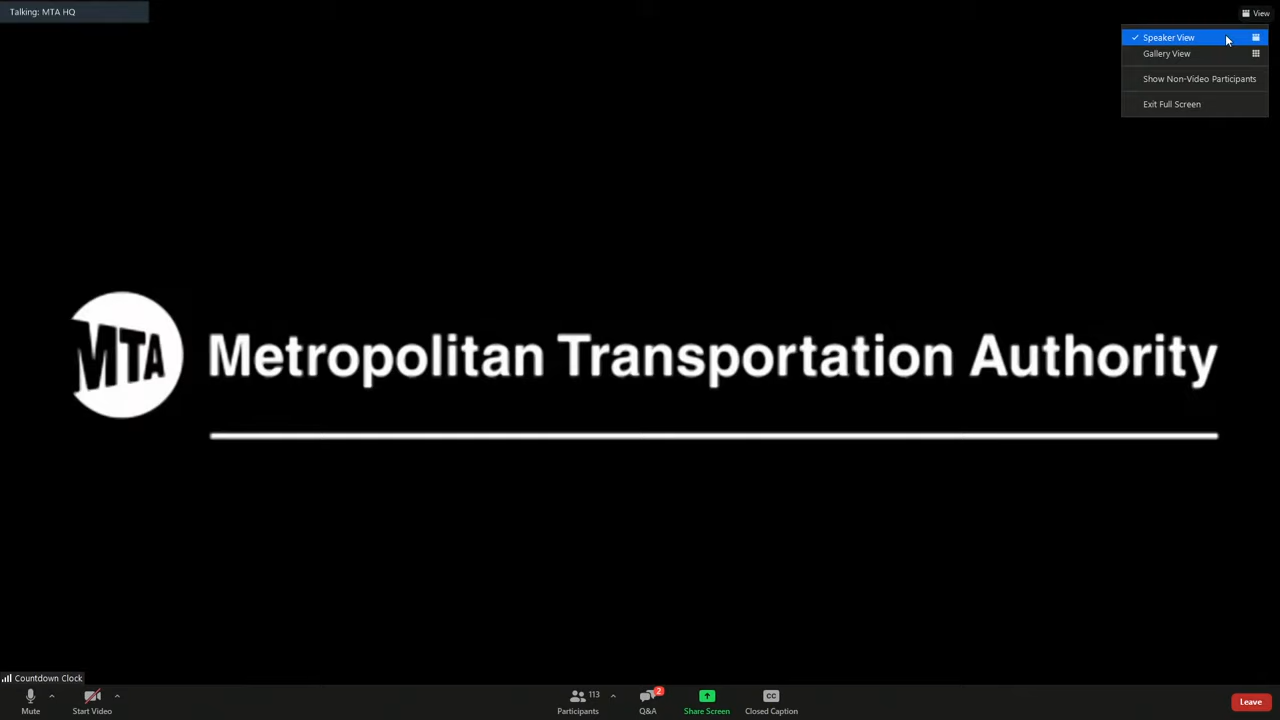 Talking: MTA HQ
View
Speaker View
Gallery View
Show Non-Video Participants
Exit Full Screen
MTA Metropolitan Transportation Authority
Countdown Clock
Mute
Start Video
113
Participants
2
Q&A
Share Screen
CC
Closed Caption
Leave